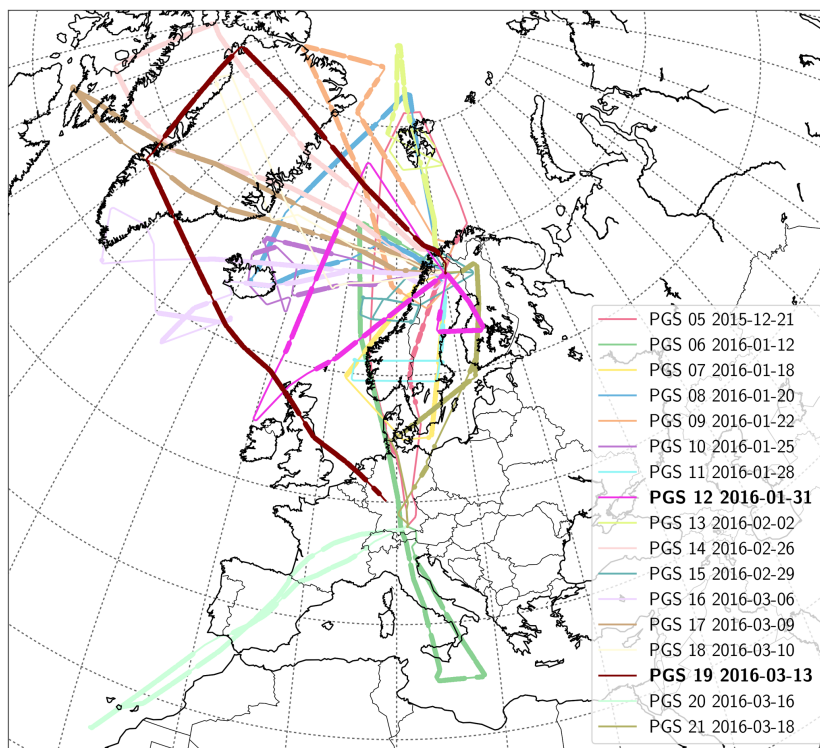 PGS 05 2015-12-21
PGS 06 2016-01-12
PGS 07 2016-01-18
PGS 08 2016-01-20
PGS 09 2016-01-22
PGS 10 2016-01-25
PGS 11 2016-01-28
PGS 12 2016-01-31
PGS 13 2016-02-02
PGS 14 2016-02-26
PGS 15 2016-02-29
PGS 16 2016-03-06
PGS 17 2016-03-09
PGS 18 2016-03-10
PGS 19 2016-03-13
PGS 20 2016-03-16
PGS 21 2016-03-18